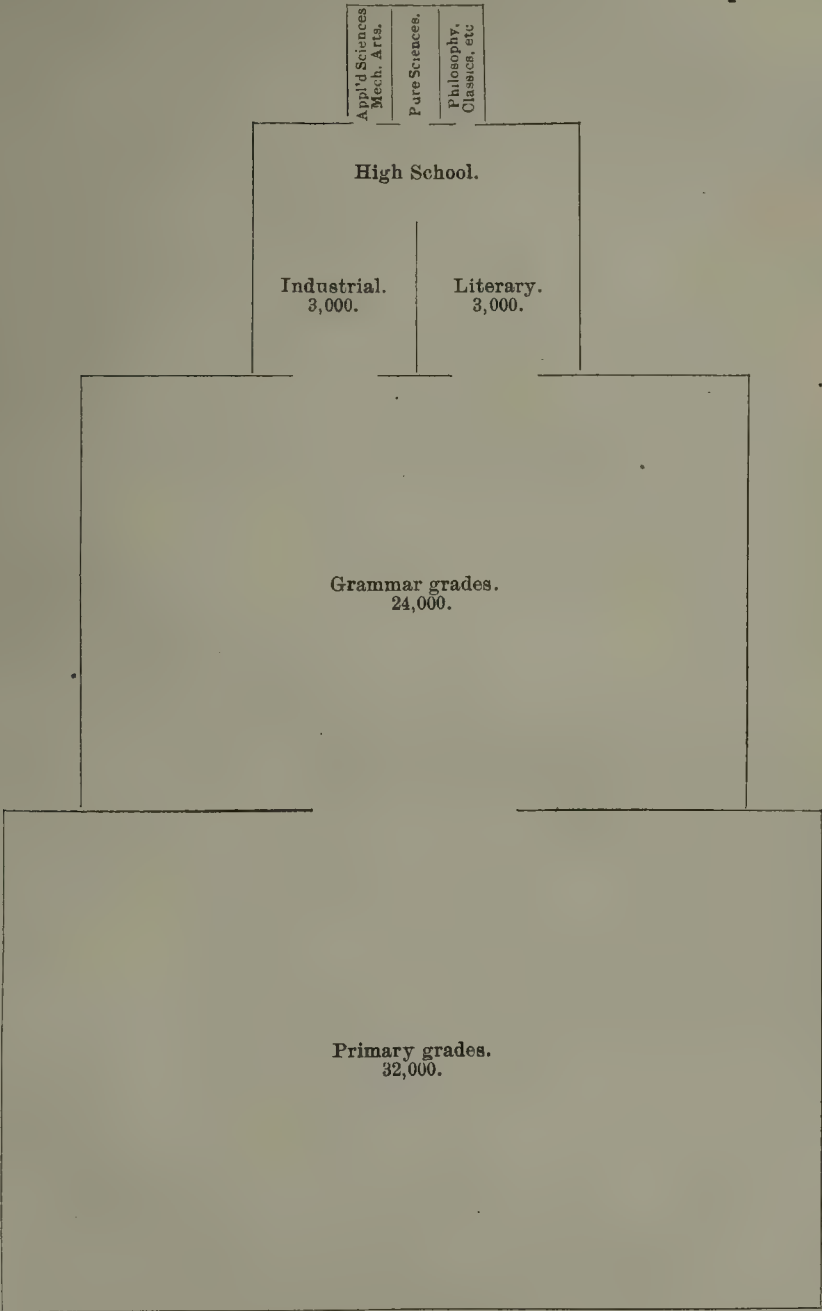 Appl'd Sciences
Mech. Arts.
Pure Sciences.
Philosophy,
Classics, etc
High School.
Industrial.
3,000.
Literary.
3,000.
Grammar grades.
24,000.
Primary grades.
32,000.